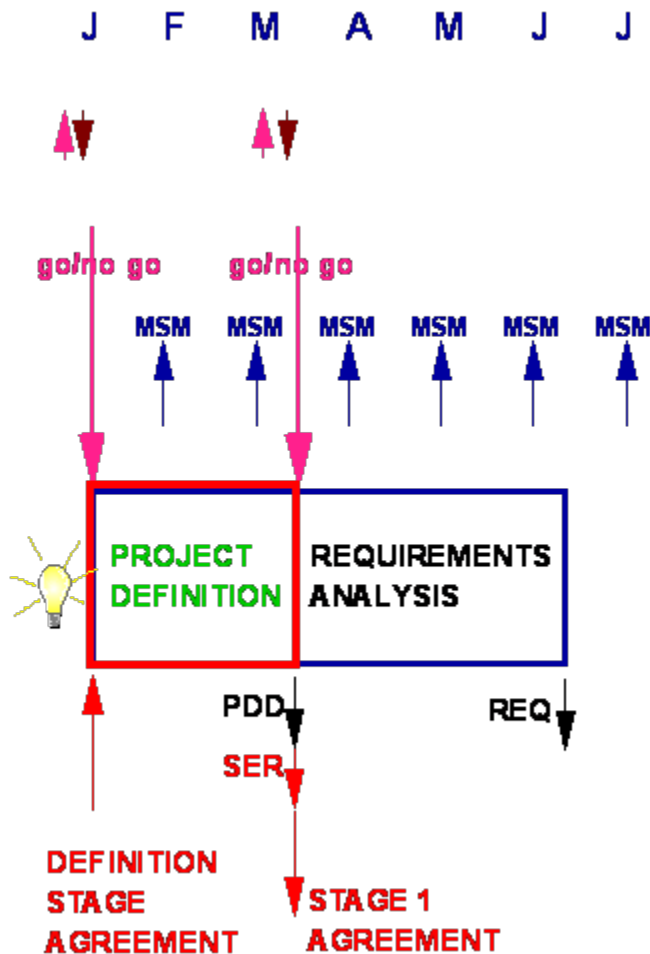 J F M A M J J
go/no go go/no go
MSM MSM MSM MSM MSM MSM
PROJECT
DEFINITION
REQUIREMENTS
ANALYSIS
PDD
REQ
SER
DEFINITION
STAGE
AGREEMENT
STAGE 1
AGREEMENT